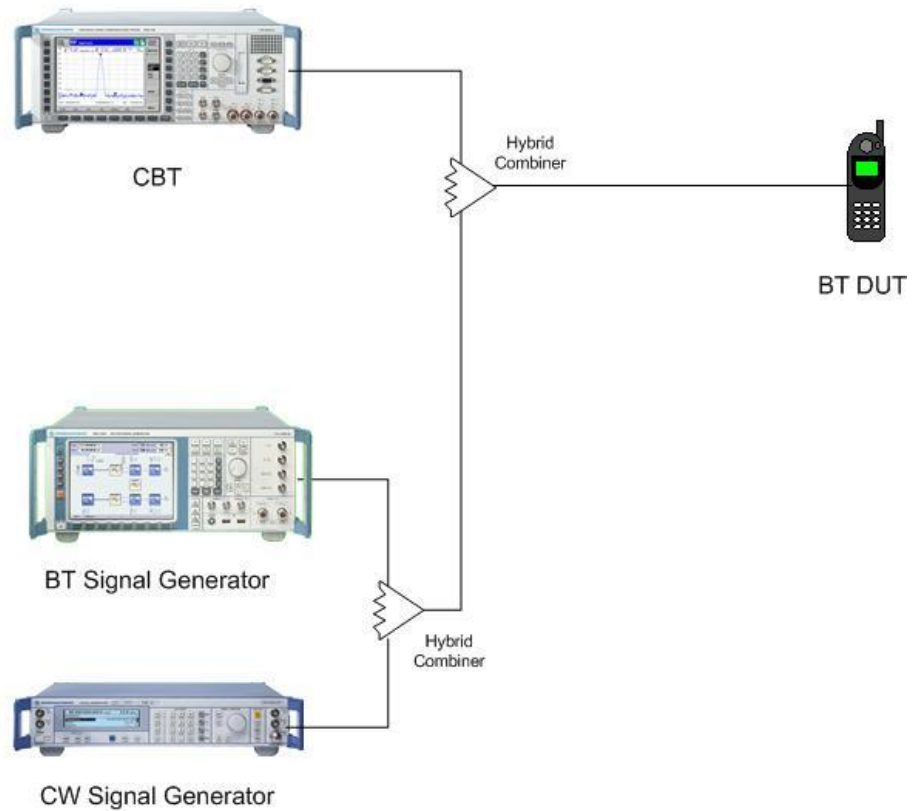 CBT
Hybrid
Combiner
BT DUT
BT Signal Generator
Hybrid
Combiner
CW Signal Generator